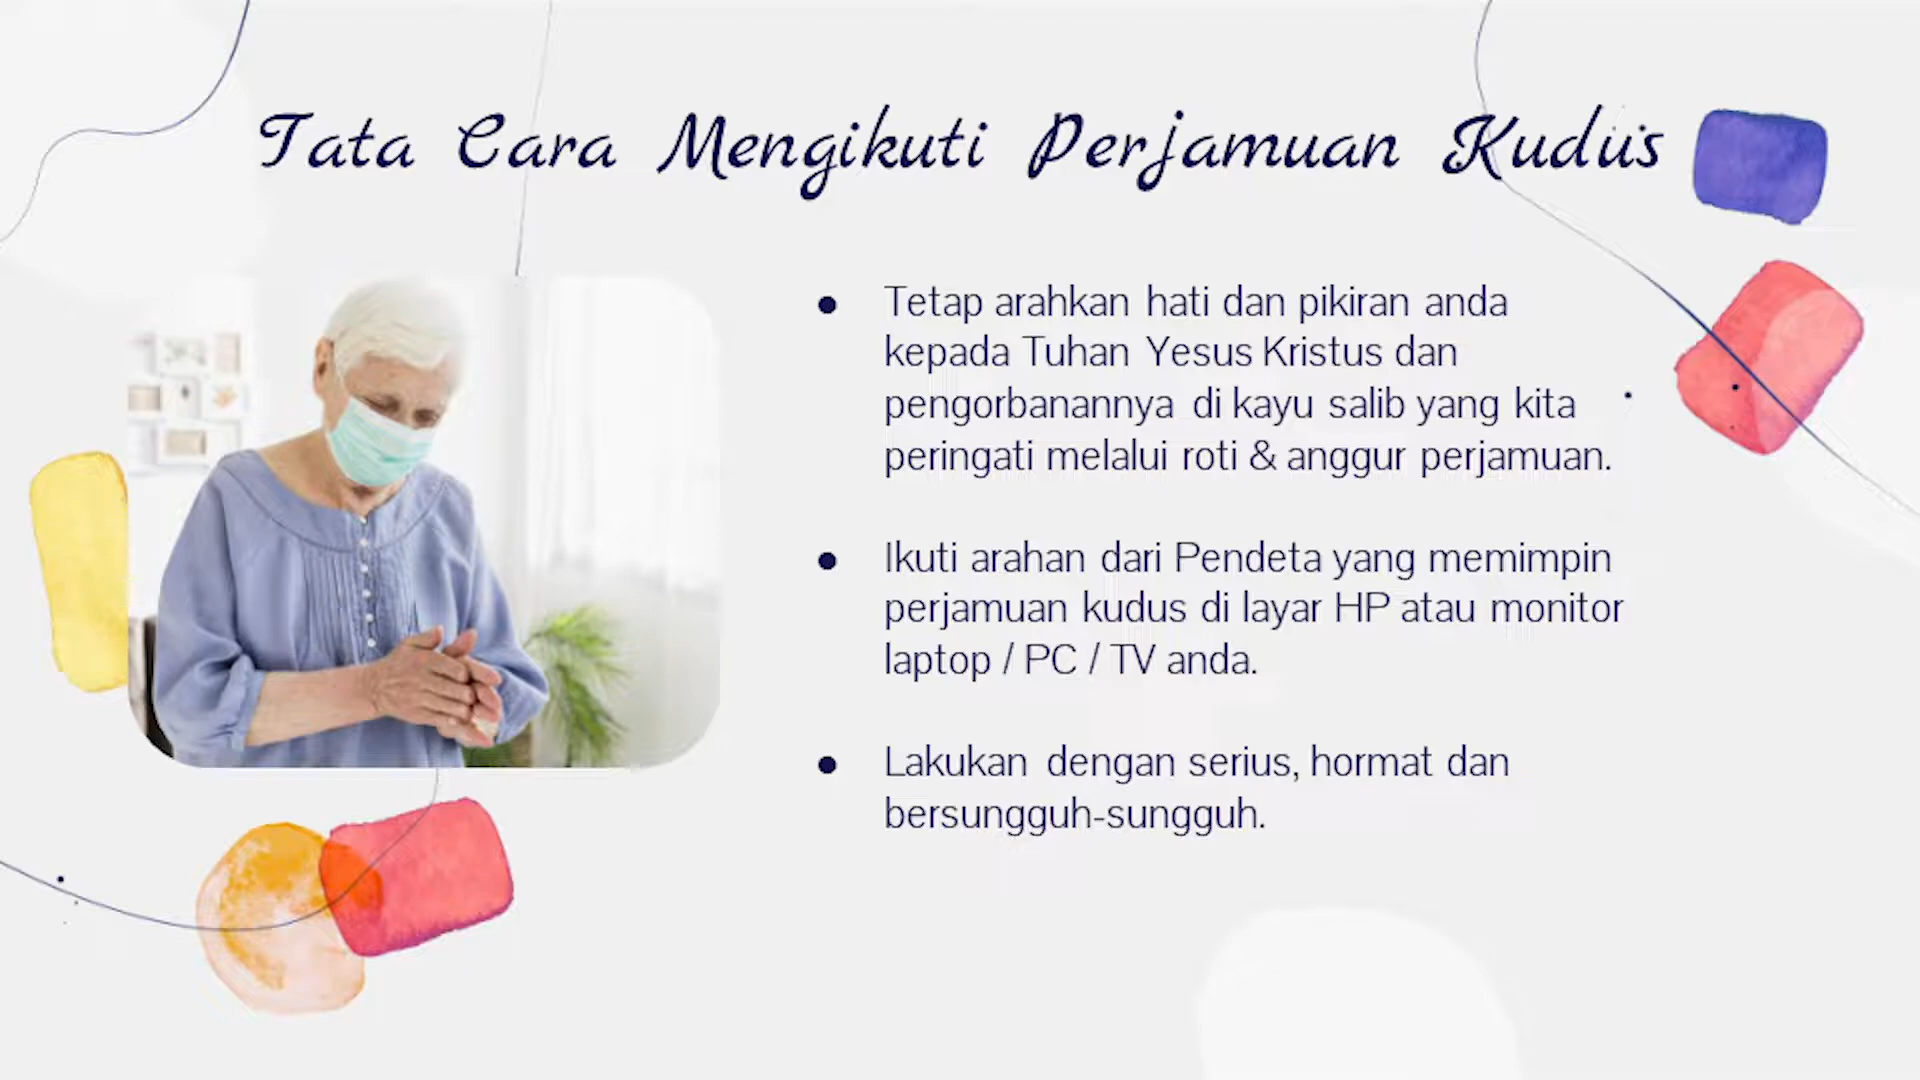 Tata Cara Mengikuti Perjamuan Kudus
● Tetap arahkan hati dan pikiran anda
kepada Tuhan Yesus Kristus dan
pengorbanannya di kayu salib yang kita
peringati melalui roti & anggur perjamuan.
● Ikuti arahan dari Pendeta yang memimpin
perjamuan kudus di layar HP atau monitor
laptop / PC / TV anda.
● Lakukan dengan serius, hormat dan
bersungguh-sungguh.